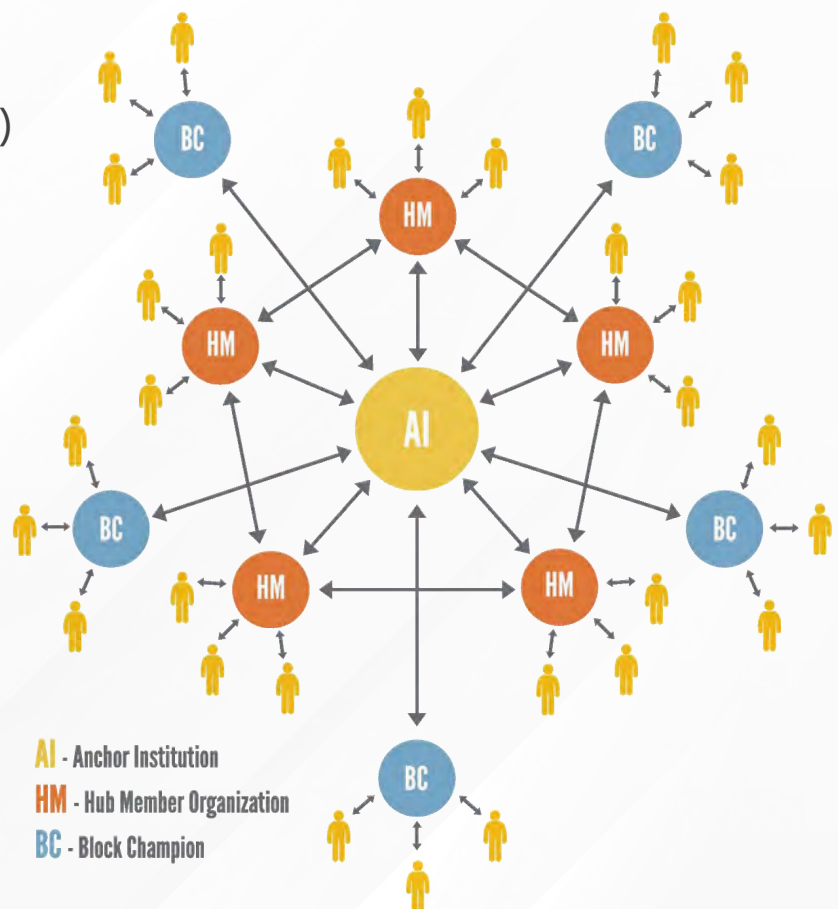 )
BC
BC
HM
HM
HM
AI
BC
BC
HM
HM
BC
AI - Anchor Institution
HM - Hub Member Organization
BC - Block Champion